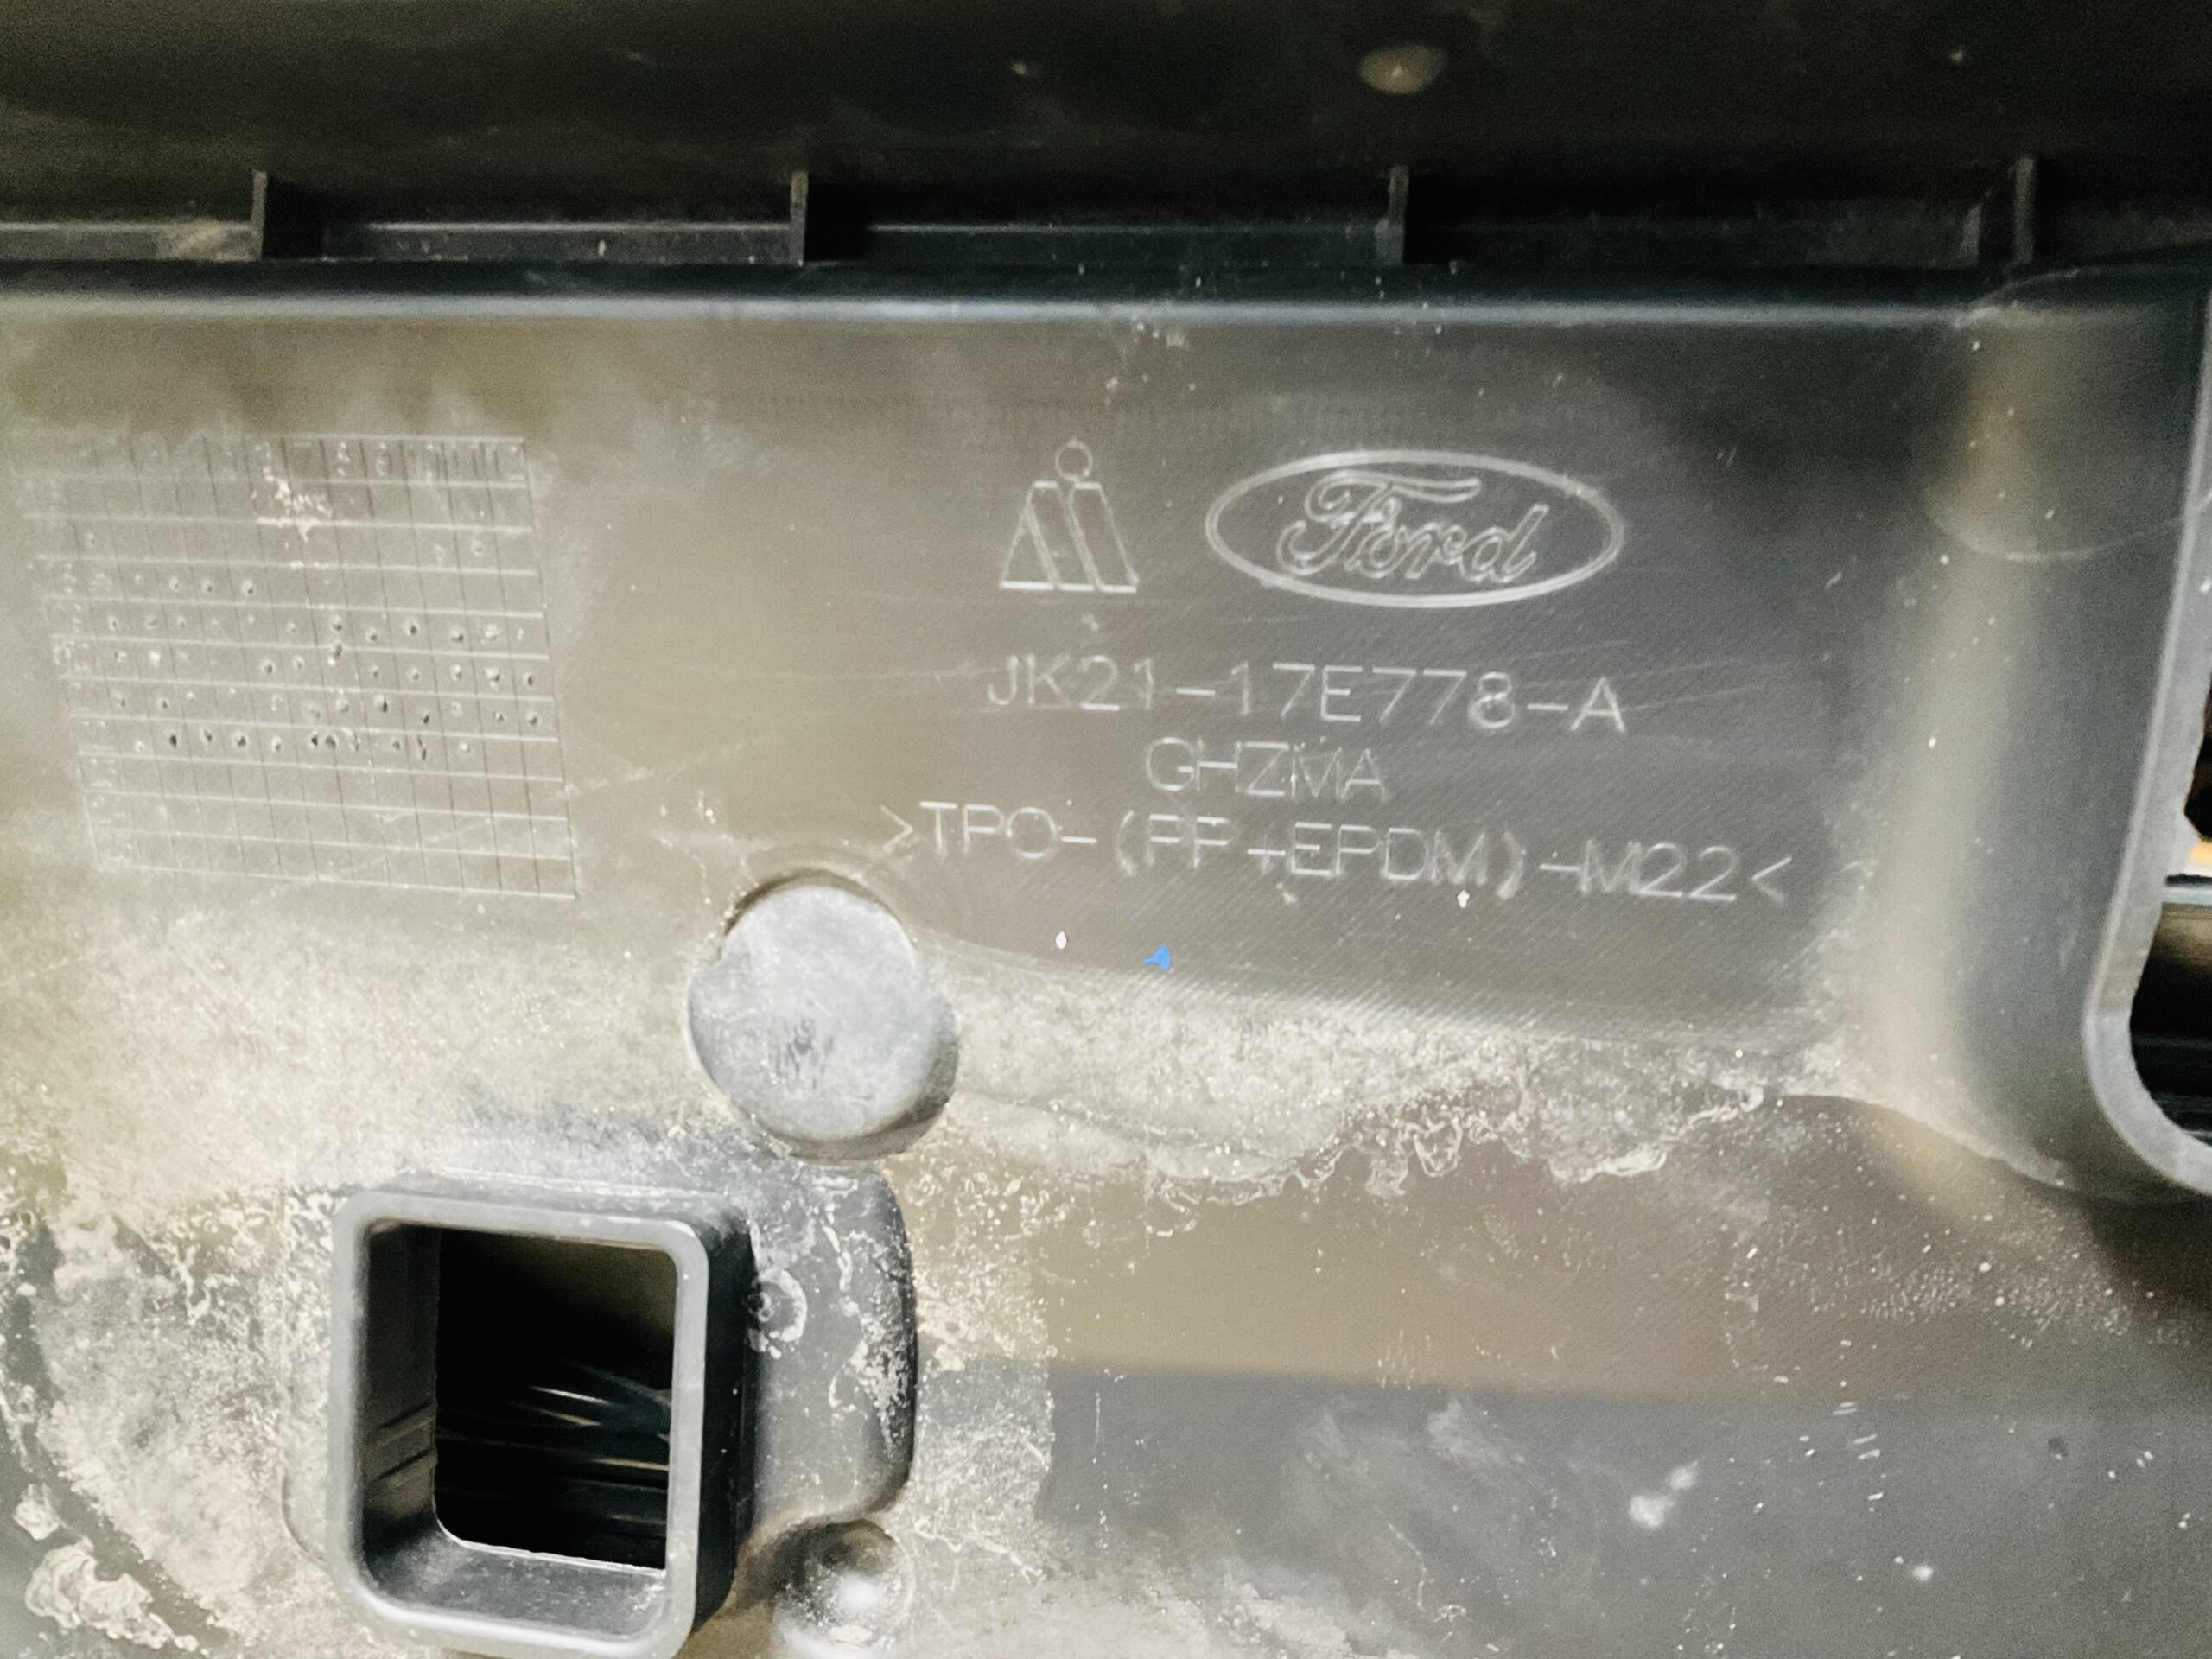 Ford
JK21-17E778-A
GHZMA
>TPO-(PP+EPDM)-M22<